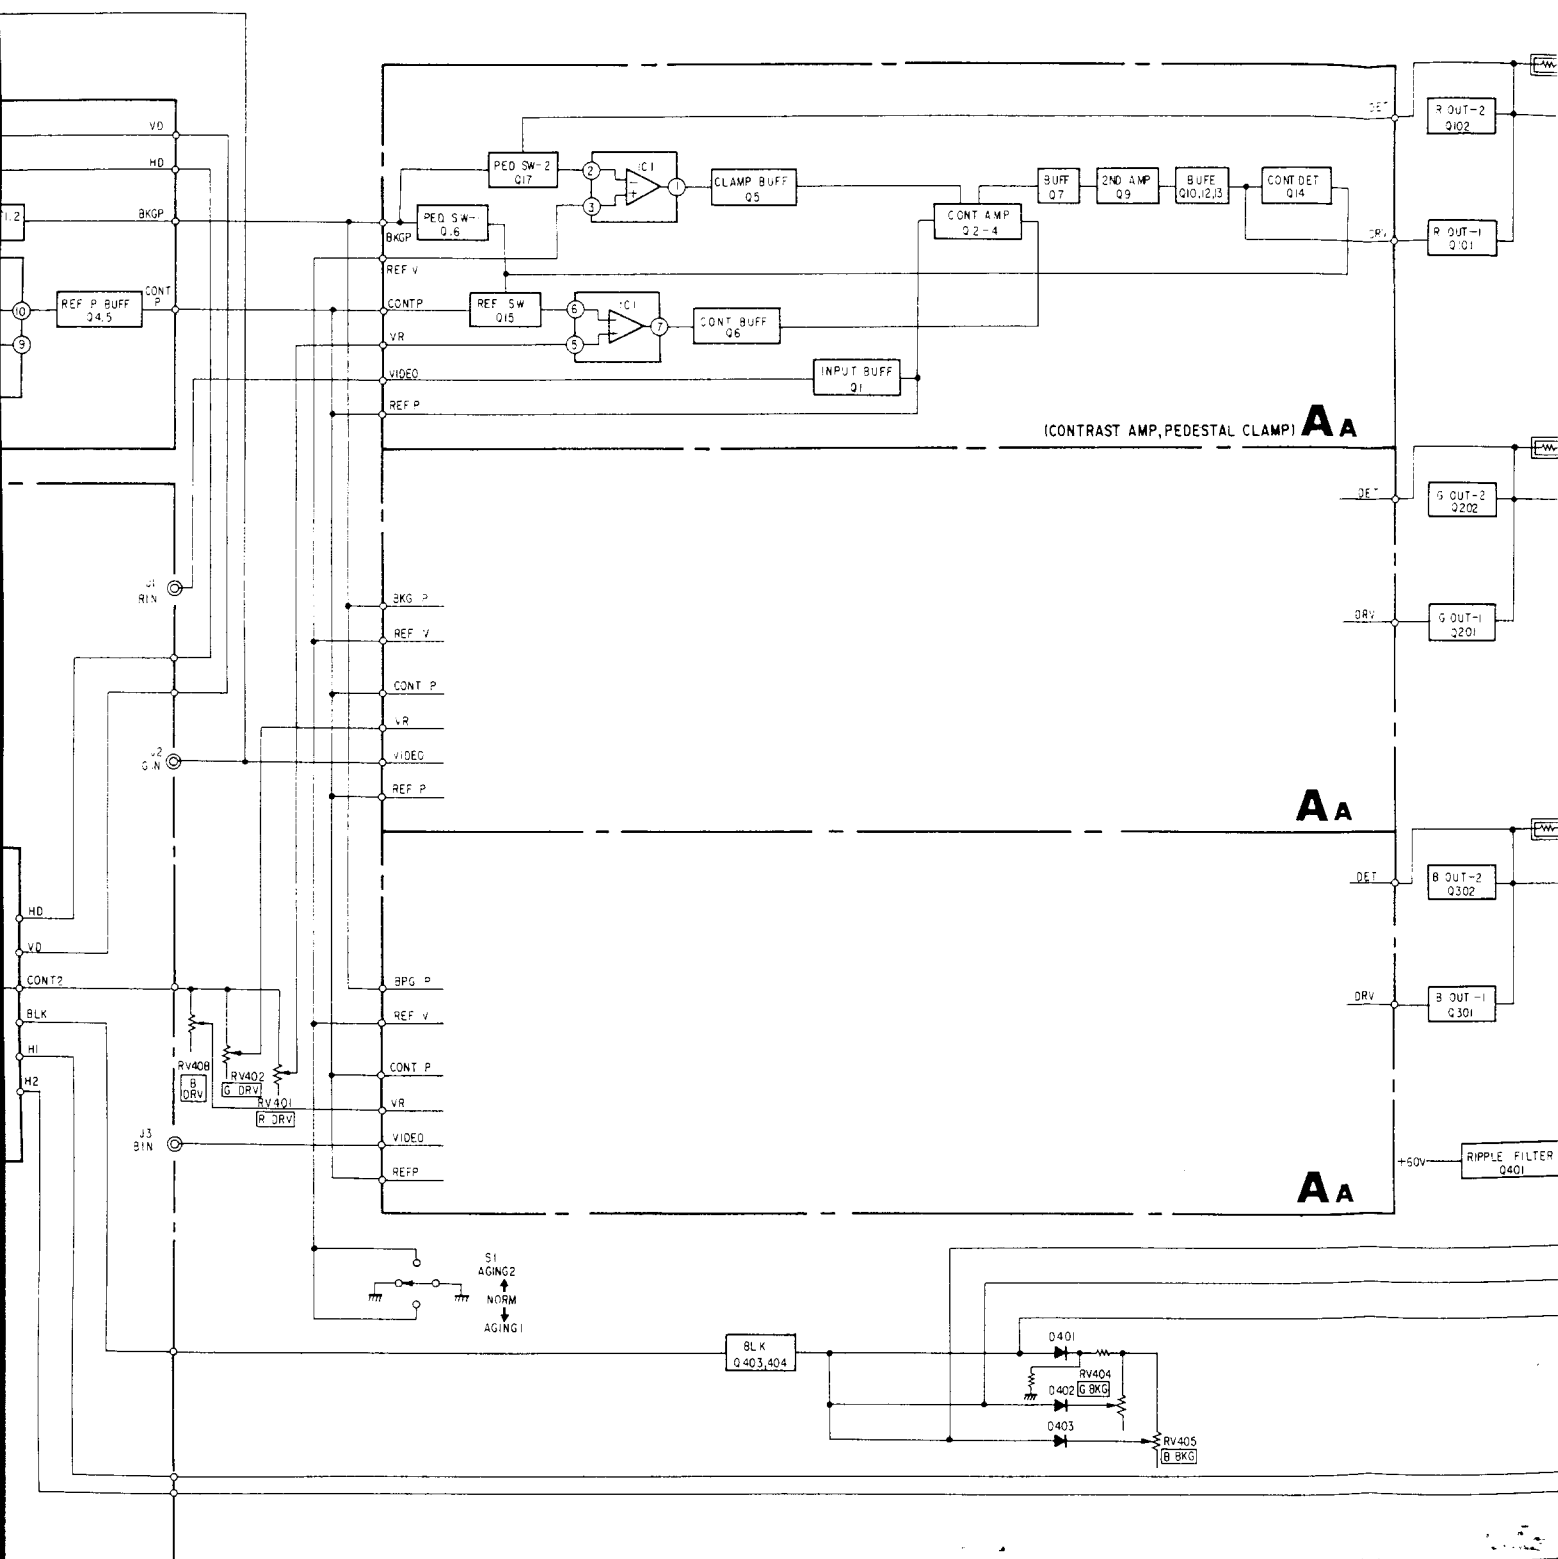 VD
HD
BKGP
REF P BUFF
Q4,5
CONT
P
10
9
DET
R OUT-2
Q102
PED SW-2
Q17
2
3
IC1
1
CLAMP BUFF
Q5
BUFF
Q7
2ND AMP
Q9
BUFF
Q10,12,13
CONT DET
Q14
PED SW-
Q16
BKGP
CONT AMP
Q2-4
DRV
R OUT-1
Q101
REF V
CONTP
REF SW
Q15
6
5
IC1
7
CONT BUFF
Q6
VR
VIDEO
INPUT BUFF
Q1
REF P
(CONTRAST AMP, PEDESTAL CLAMP) A A
DET
G OUT-2
Q202
J1
RIN
BKG P
REF V
DRV
G OUT-1
Q201
CONT P
VR
J2
GIN
VIDEO
REF P
A A
DET
B OUT-2
Q302
HD
VD
CONT2
BPG P
DRV
B OUT-1
Q301
BLK
REF V
H1
RV408
B
DRV
RV402
G DRV
RV401
R DRV
CONT P
H2
VR
J3
BIN
VIDEO
REFP
+60V
RIPPLE FILTER
Q401
A A
S1
AGING2
NORM
AGING1
BLK
Q403,404
D401
RV404
G BKG
D402
D403
RV405
B BKG